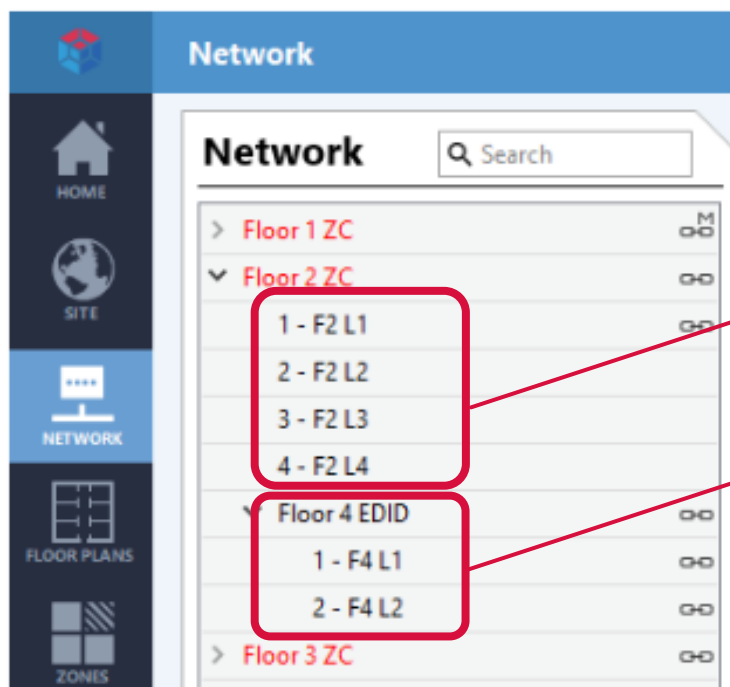 Network
HOME
SITE
NETWORK
FLOOR PLANS
ZONES
Network
Search
Floor 1 ZC
M
Floor 2 ZC
1 - F2 L1
2 - F2 L2
3 - F2 L3
4 - F2 L4
Floor 4 EDID
1 - F4 L1
2 - F4 L2
Floor 3 ZC